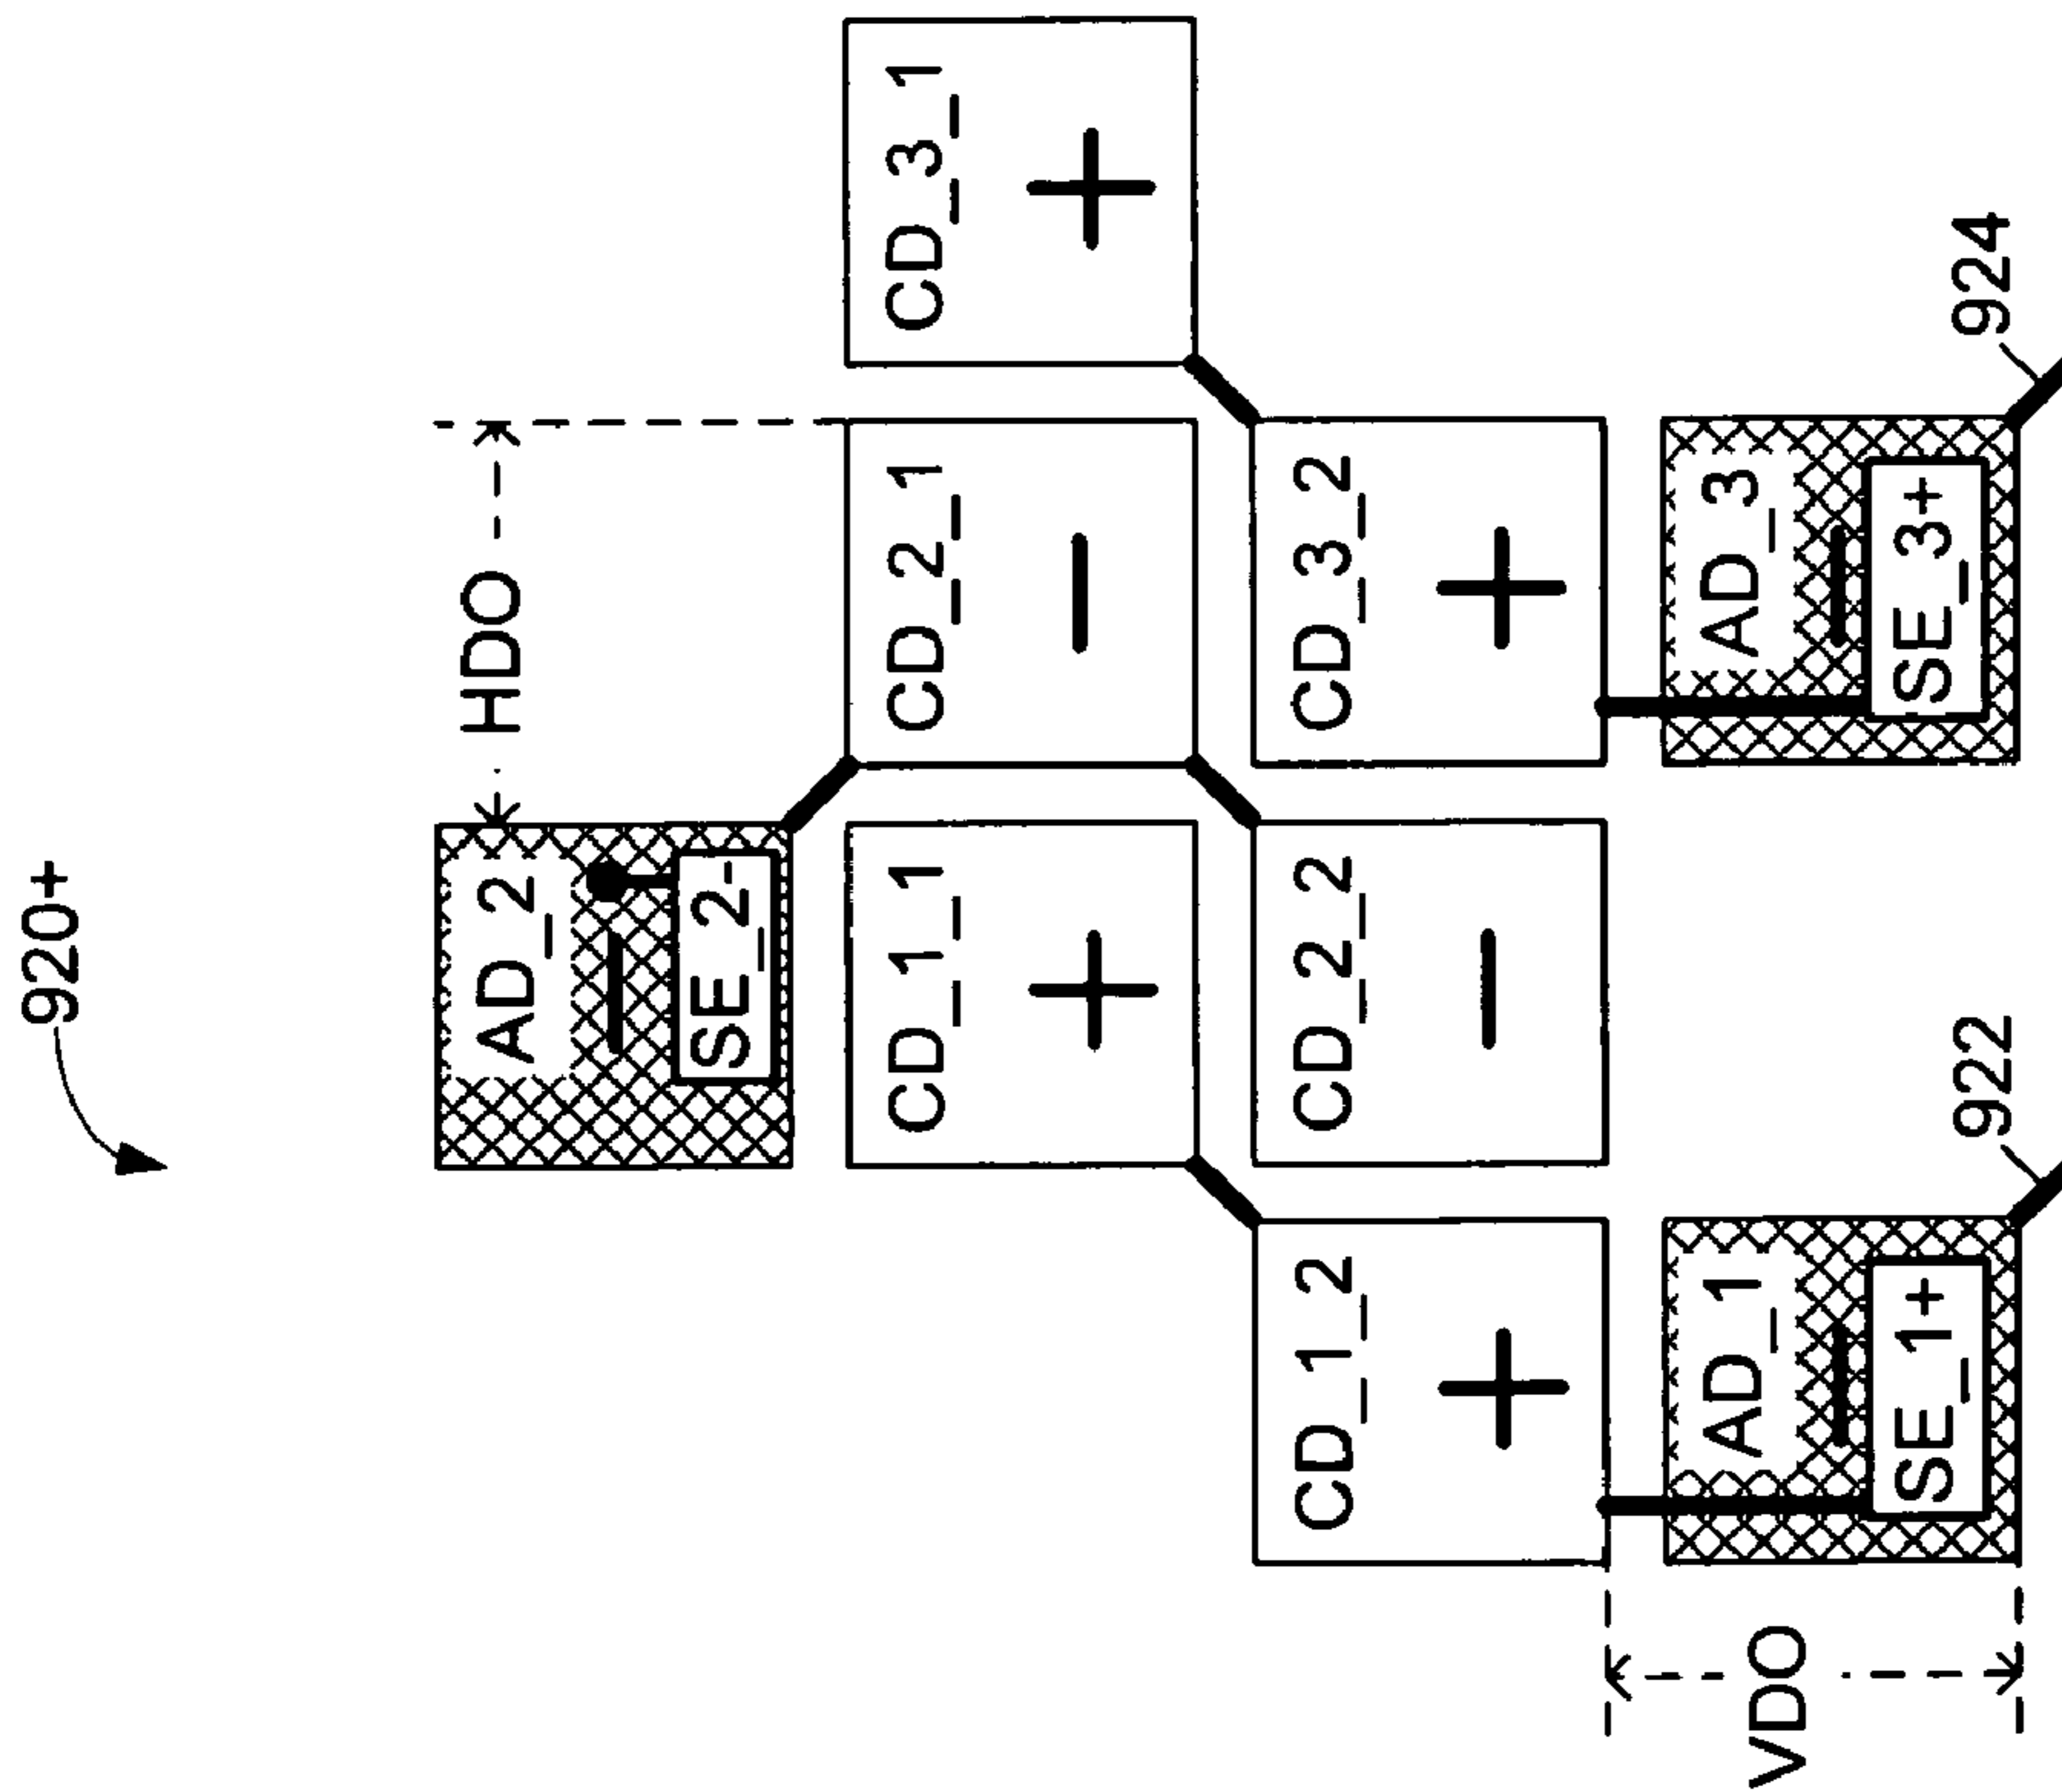 920+
HDO
AD_2
SE_2-
CD_1_1
+
CD_2_1
−
CD_3_1
+
CD_1_2
+
CD_2_2
−
CD_3_2
+
AD_1
−
SE_1+
AD_3
−
SE_3+
VDO
922
924